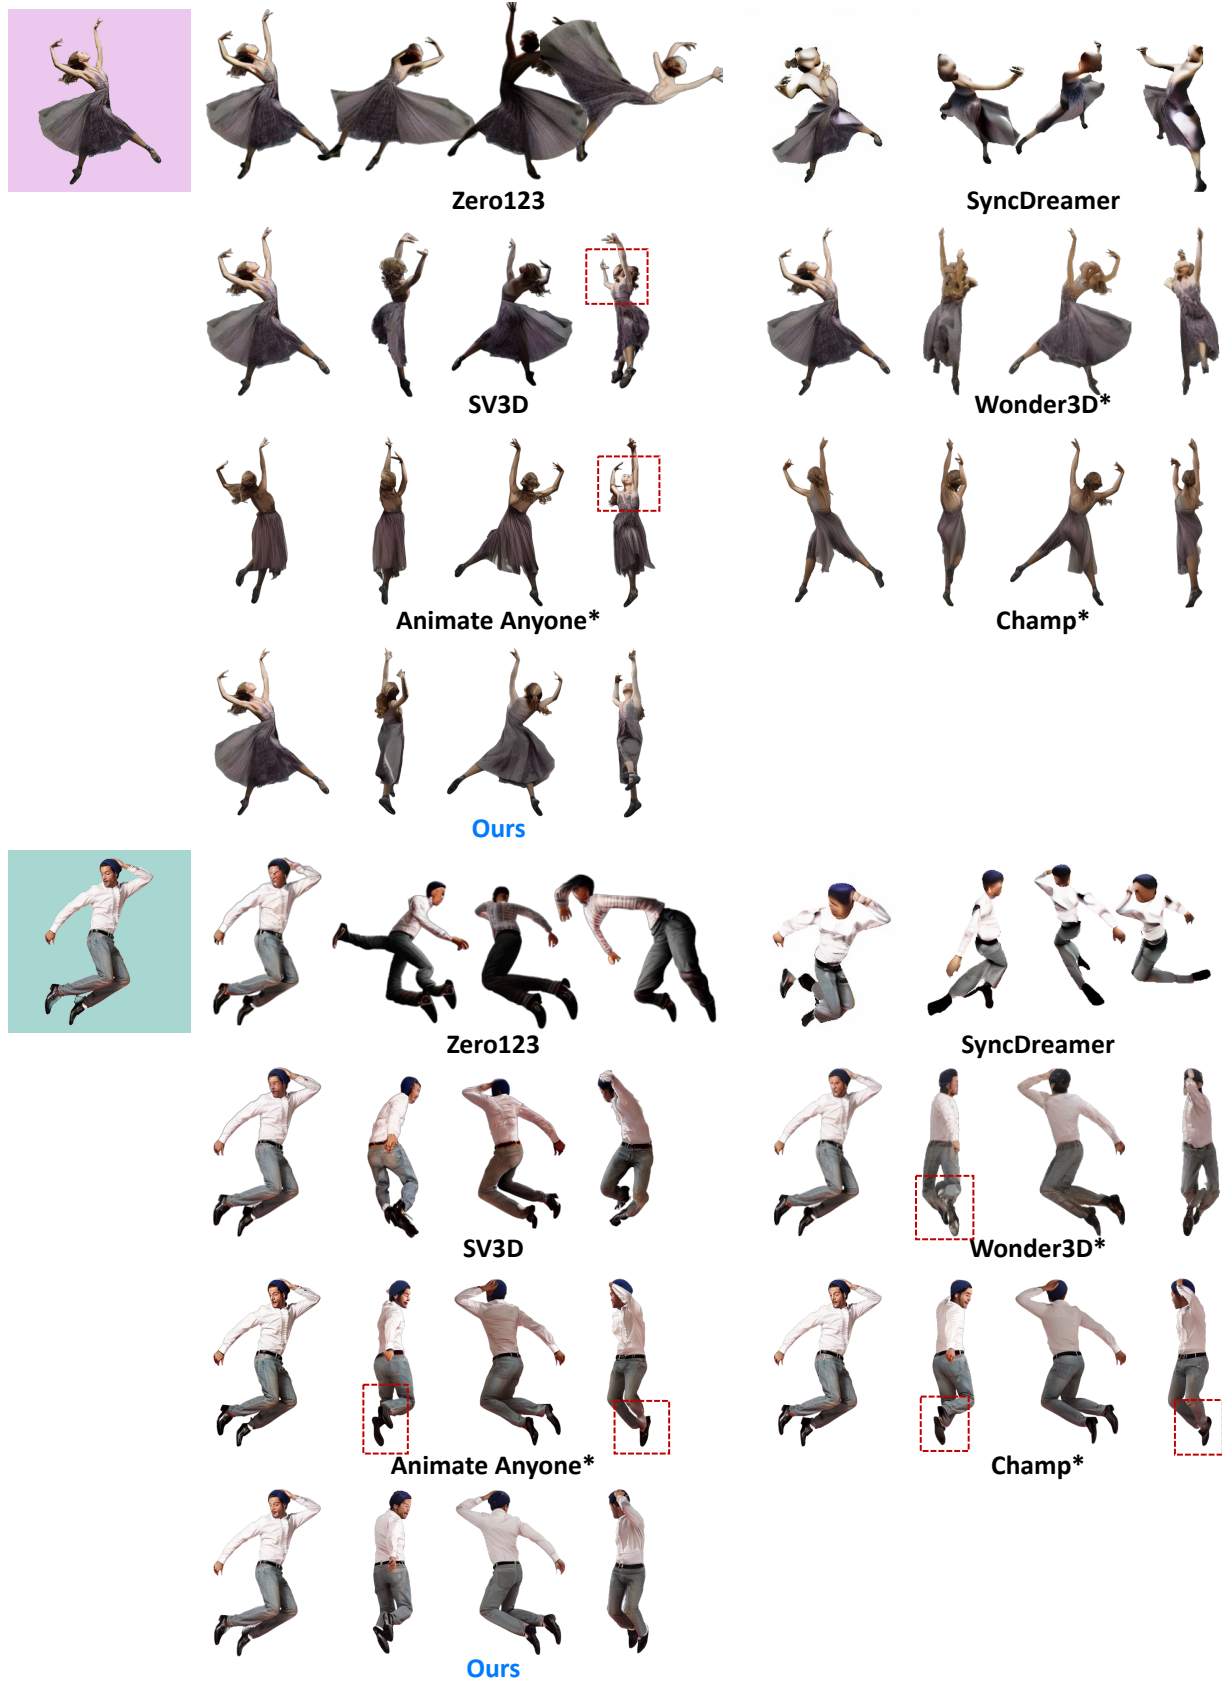 Zero123
SyncDreamer
SV3D
Wonder3D*
Animate Anyone*
Champ*
Ours
Zero123
SyncDreamer
SV3D
Wonder3D*
Animate Anyone*
Champ*
Ours